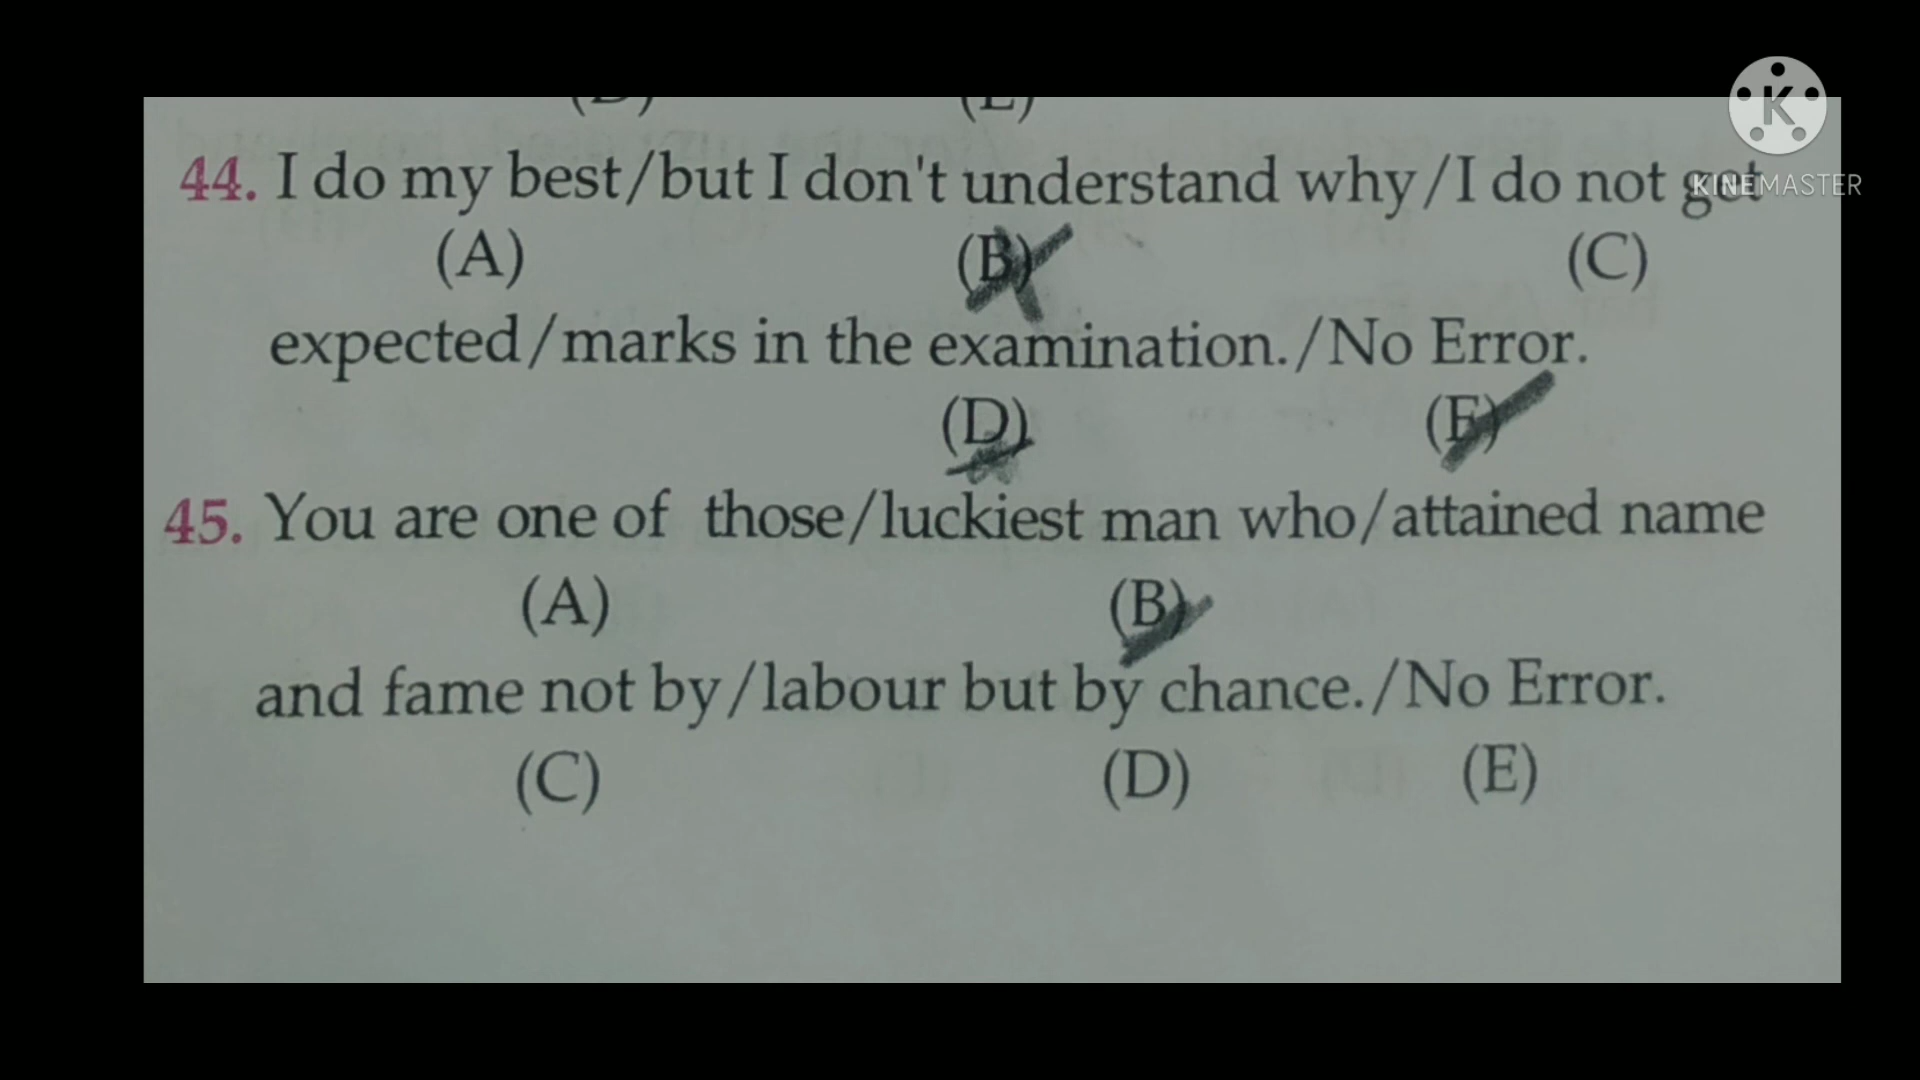 (D) (E)
44. I do my best/but I don't understand why/I do not get
(A) (B) (C)
expected/marks in the examination./No Error.
(D) (E)
45. You are one of those/luckiest man who/attained name
(A) (B)
and fame not by/labour but by chance./No Error.
(C) (D) (E)
K
KINEMASTER